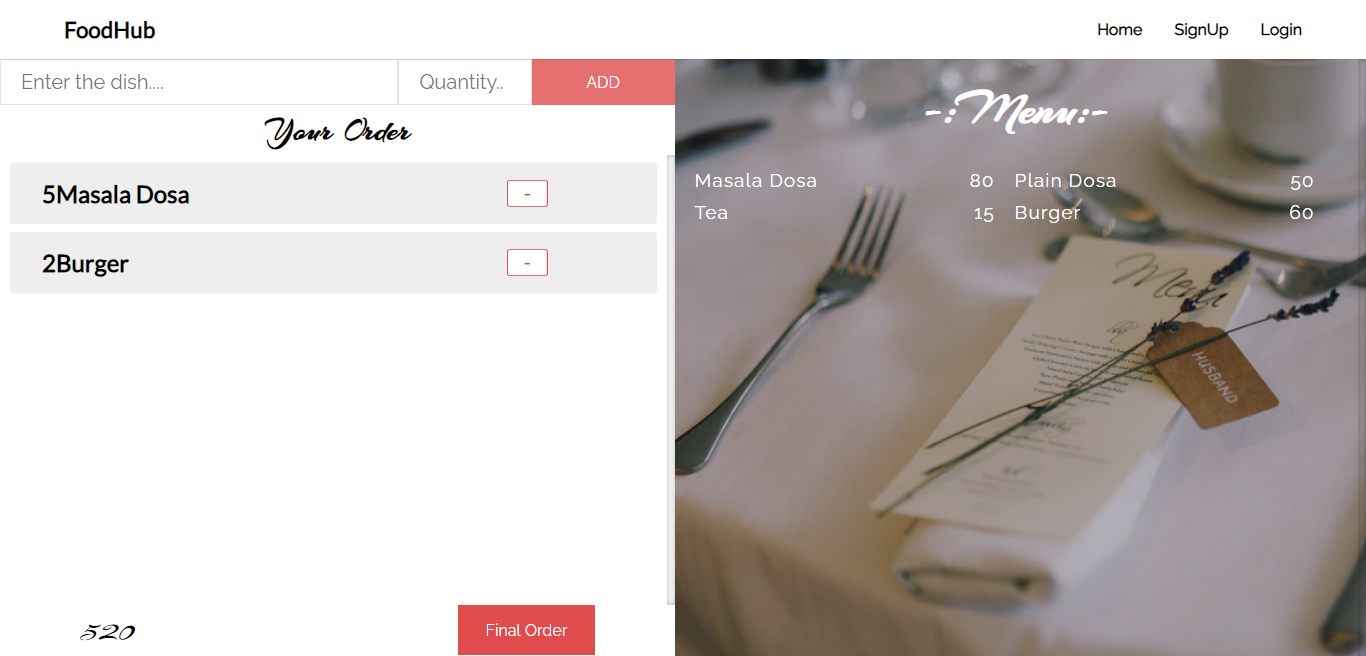 FoodHub
Home SignUp Login
Enter the dish....
Quantity..
ADD
Your Order
5Masala Dosa
-
2Burger
-
520
Final Order
-:Menu:-
Masala Dosa 80 Plain Dosa 50
Tea 15 Burger 60
Menu
HUSBAND